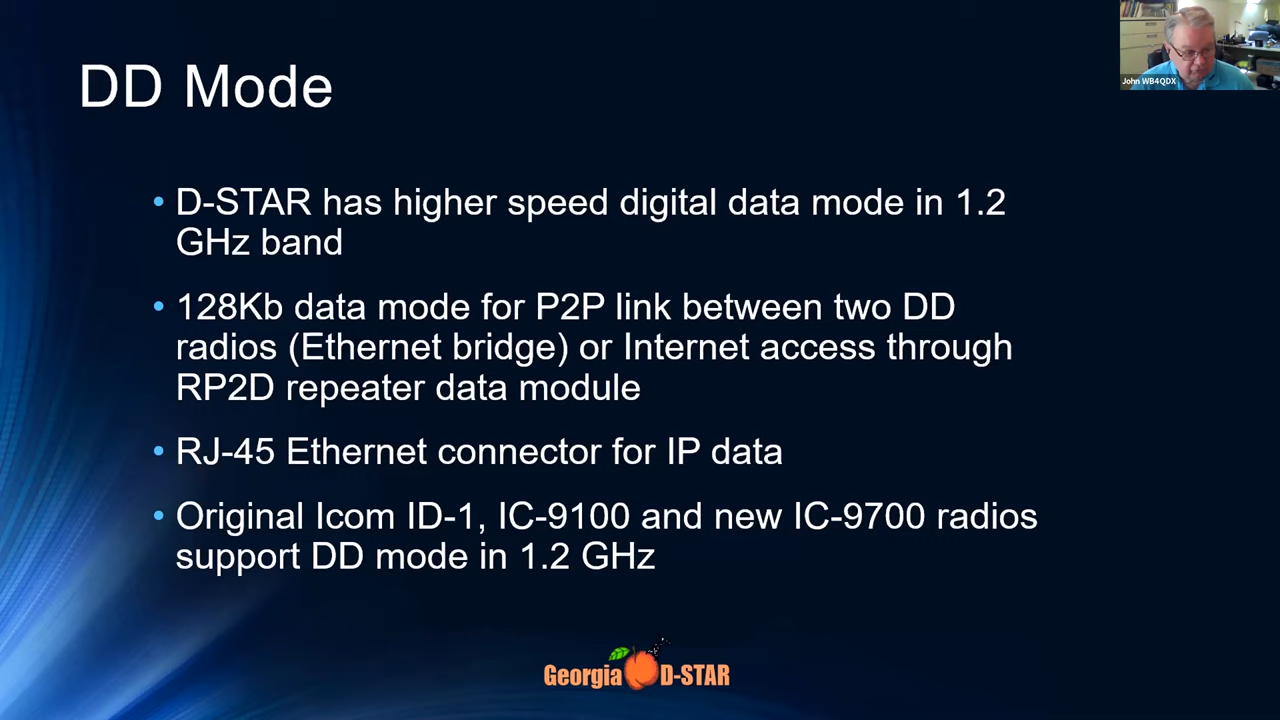 John WB4QDX
DD Mode
• D-STAR has higher speed digital data mode in 1.2
GHz band
• 128Kb data mode for P2P link between two DD
radios (Ethernet bridge) or Internet access through
RP2D repeater data module
• RJ-45 Ethernet connector for IP data
• Original Icom ID-1, IC-9100 and new IC-9700 radios
support DD mode in 1.2 GHz
Georgia D-STAR